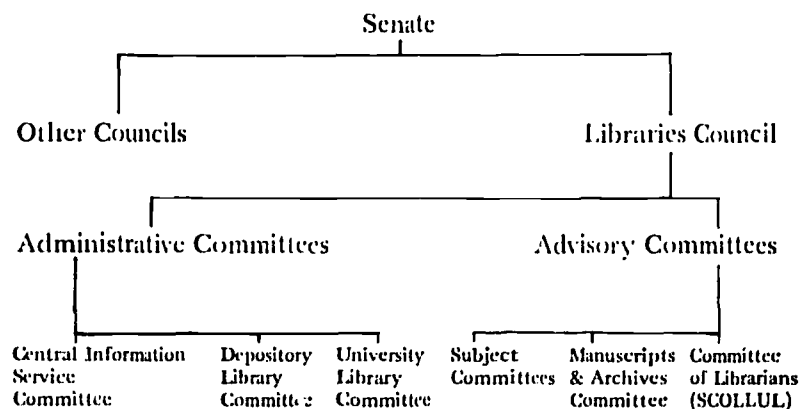 Senate
Other Councils
Libraries Council
Administrative Committees
Advisory Committees
Central Information
Service
Committee
Depository
Library
Committee
University
Library
Committee
Subject
Committees
Manuscripts
& Archives
Committee
Committee
of Librarians
(SCOLLUL)